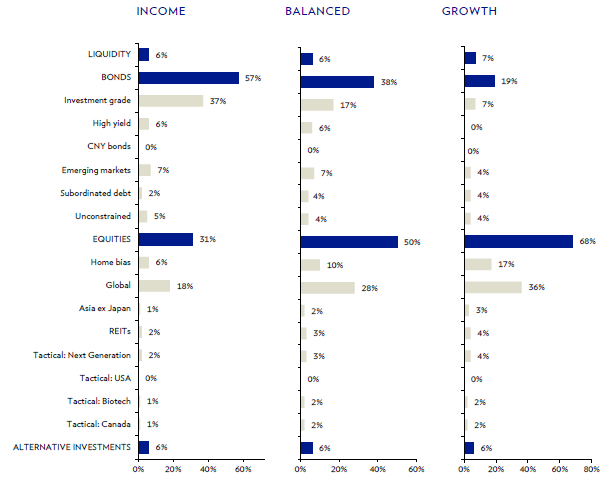 INCOME BALANCED GROWTH
LIQUIDITY 6% 6% 7%
BONDS 57% 38% 19%
Investment grade 37% 17% 7%
High yield 6% 6% 0%
CNY bonds 0% 0% 0%
Emerging markets 7% 7% 4%
Subordinated debt 2% 4% 4%
Unconstrained 5% 4% 4%
EQUITIES 31% 50% 68%
Home bias 6% 10% 17%
Global 18% 28% 36%
Asia ex Japan 1% 2% 3%
REITs 2% 3% 4%
Tactical: Next Generation 2% 3% 4%
Tactical: USA 0% 0% 0%
Tactical: Biotech 1% 2% 2%
Tactical: Canada 1% 2% 2%
ALTERNATIVE INVESTMENTS 6% 6% 6%
0% 20% 40% 60% 0% 20% 40% 60% 0% 20% 40% 60% 80%